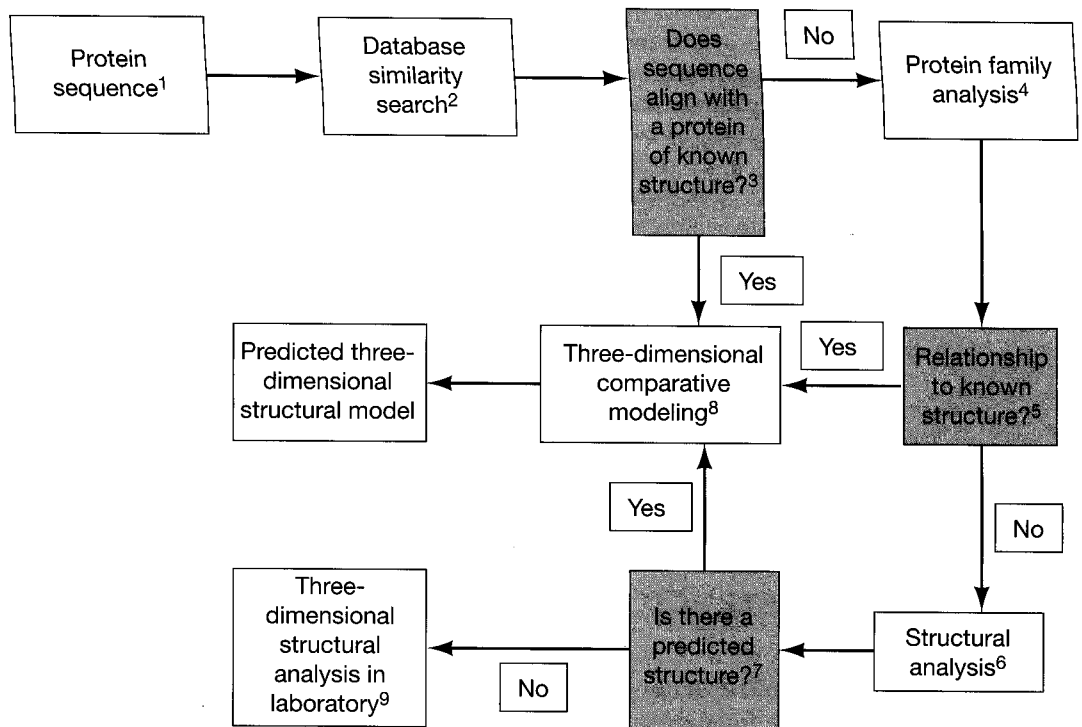 Protein
sequence¹
Database
similarity
search²
Does
sequence
align with
a protein
of known
structure?³
No
Protein family
analysis⁴
Yes
Predicted three-
dimensional
structural model
Three-dimensional
comparative
modeling⁸
Yes
Relationship
to known
structure?⁵
Yes
No
Three-
dimensional
structural
analysis in
laboratory⁹
No
Is there a
predicted
structure?⁷
Structural
analysis⁶